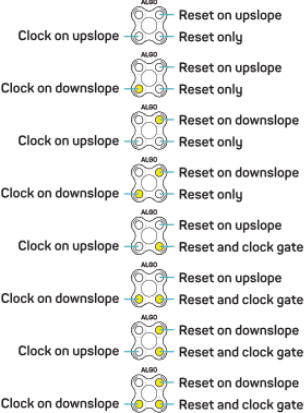 ALGO
Reset on upslope
Clock on upslope Reset only
ALGO
Reset on upslope
Clock on downslope Reset only
ALGO
Reset on downslope
Clock on upslope Reset only
ALGO
Reset on downslope
Clock on downslope Reset only
ALGO
Reset on upslope
Clock on upslope Reset and clock gate
ALGO
Reset on upslope
Clock on downslope Reset and clock gate
ALGO
Reset on downslope
Clock on upslope Reset and clock gate
ALGO
Reset on downslope
Clock on downslope Reset and clock gate